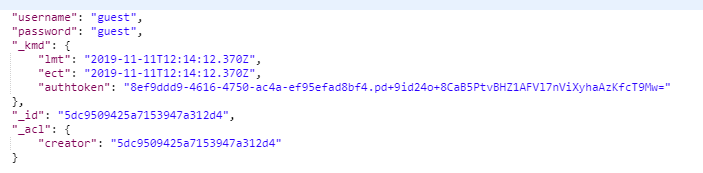 "username": "guest",
"password": "guest",
"_kmd": {
"lmt": "2019-11-11T12:14:12.370Z",
"ect": "2019-11-11T12:14:12.370Z",
"authtoken": "8ef9ddd9-4616-4750-ac4a-ef95efad8bf4.pd+9id24o+8CaB5PtvBHZ1AFVl7nViXyhaAzKfcT9Mw="
},
"_id": "5dc9509425a7153947a312d4",
"_acl": {
"creator": "5dc9509425a7153947a312d4"
}